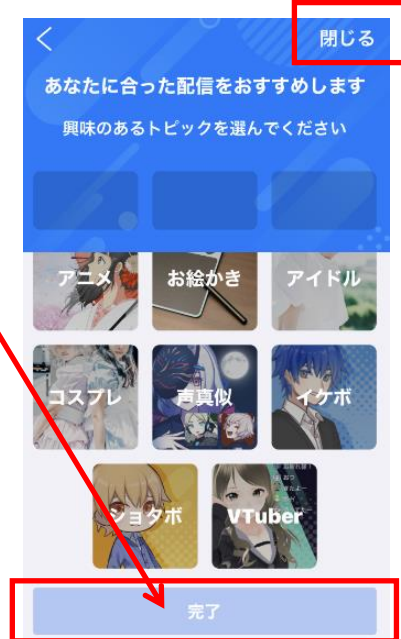 閉じる
あなたに合った配信をおすすめします
興味のあるトピックを選んでください
アニメ
お絵かき
アイドル
コスプレ
声真似
イケボ
ショタボ
VTuber
完了